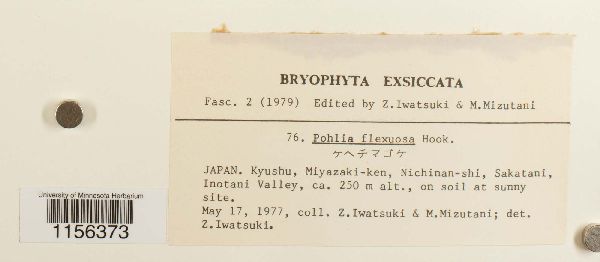 BRYOPHYTA EXSICCATA
Fasc. 2 (1979) Edited by Z.Iwatsuki & M.Mizutani
76. Pohlia flexuosa Hook.
ケヘチマゴケ
JAPAN. Kyushu, Miyazaki-ken, Nichinan-shi, Sakatani,
Inotani Valley, ca. 250 m alt., on soil at sunny
site.
May 17, 1977, coll. Z.Iwatsuki & M.Mizutani; det.
Z.Iwatsuki.
University of Minnesota Herbarium
1156373